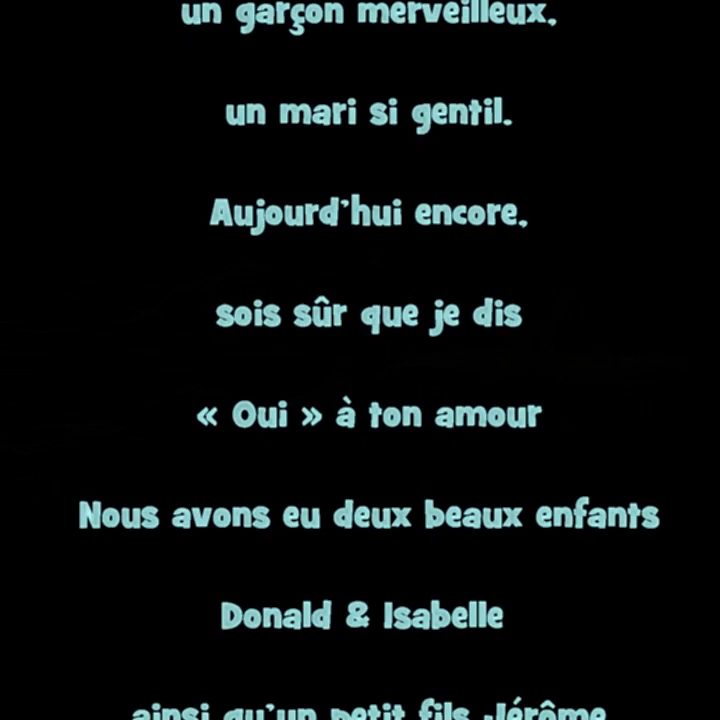 un garçon merveilleux,
un mari si gentil.
Aujourd'hui encore,
sois sûr que je dis
« Oui » à ton amour
Nous avons eu deux beaux enfants
Donald & Isabelle
ainsi qu'un petit fils Jérôme